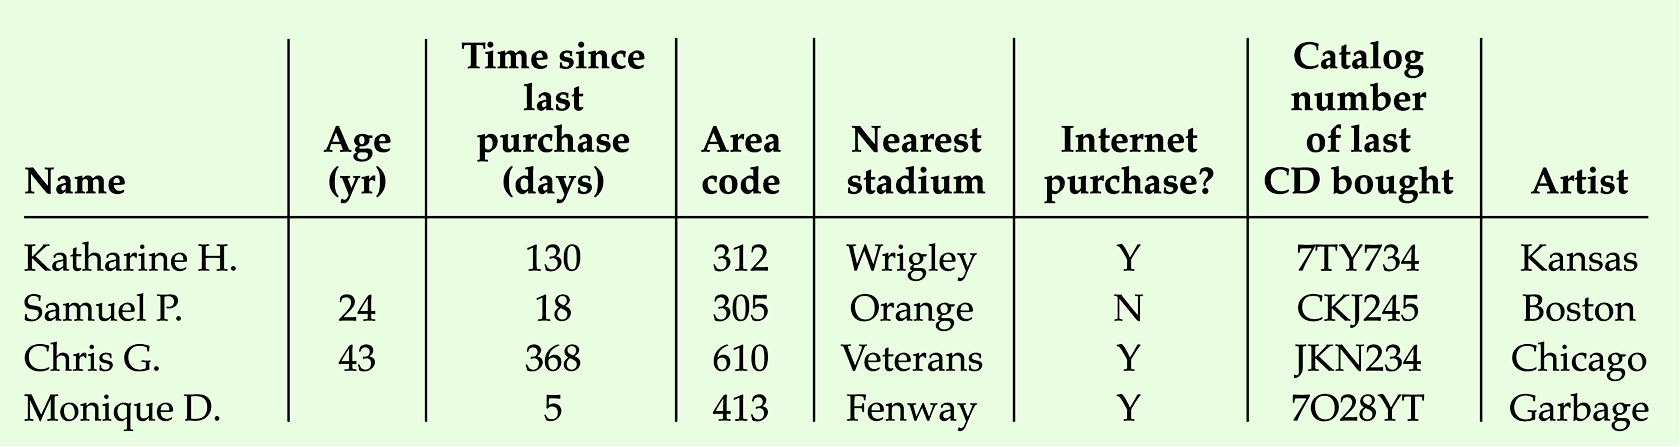 Time since Catalog
last number
Age purchase Area Nearest Internet of last
Name (yr) (days) code stadium purchase? CD bought Artist
Katharine H. 130 312 Wrigley Y 7TY734 Kansas
Samuel P. 24 18 305 Orange N CKJ245 Boston
Chris G. 43 368 610 Veterans Y JKN234 Chicago
Monique D. 5 413 Fenway Y 7O28YT Garbage